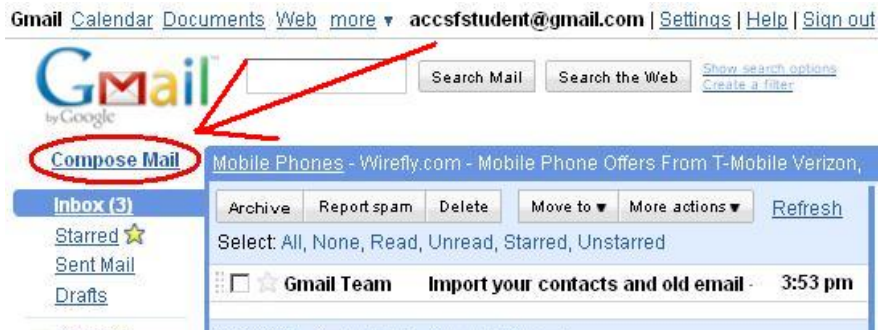 Gmail Calendar Documents Web more ▼ accsfstudent@gmail.com | Settings | Help | Sign out
Gmail
by Google
Search Mail Search the Web
Show search options
Create a filter
Compose Mail
Mobile Phones - Wirefly.com - Mobile Phone Offers From T-Mobile Verizon,
Inbox (3)
Archive Report spam Delete Move to ▼ More actions ▼ Refresh
Starred
Select: All, None, Read, Unread, Starred, Unstarred
Sent Mail
Gmail Team Import your contacts and old email - 3:53 pm
Drafts